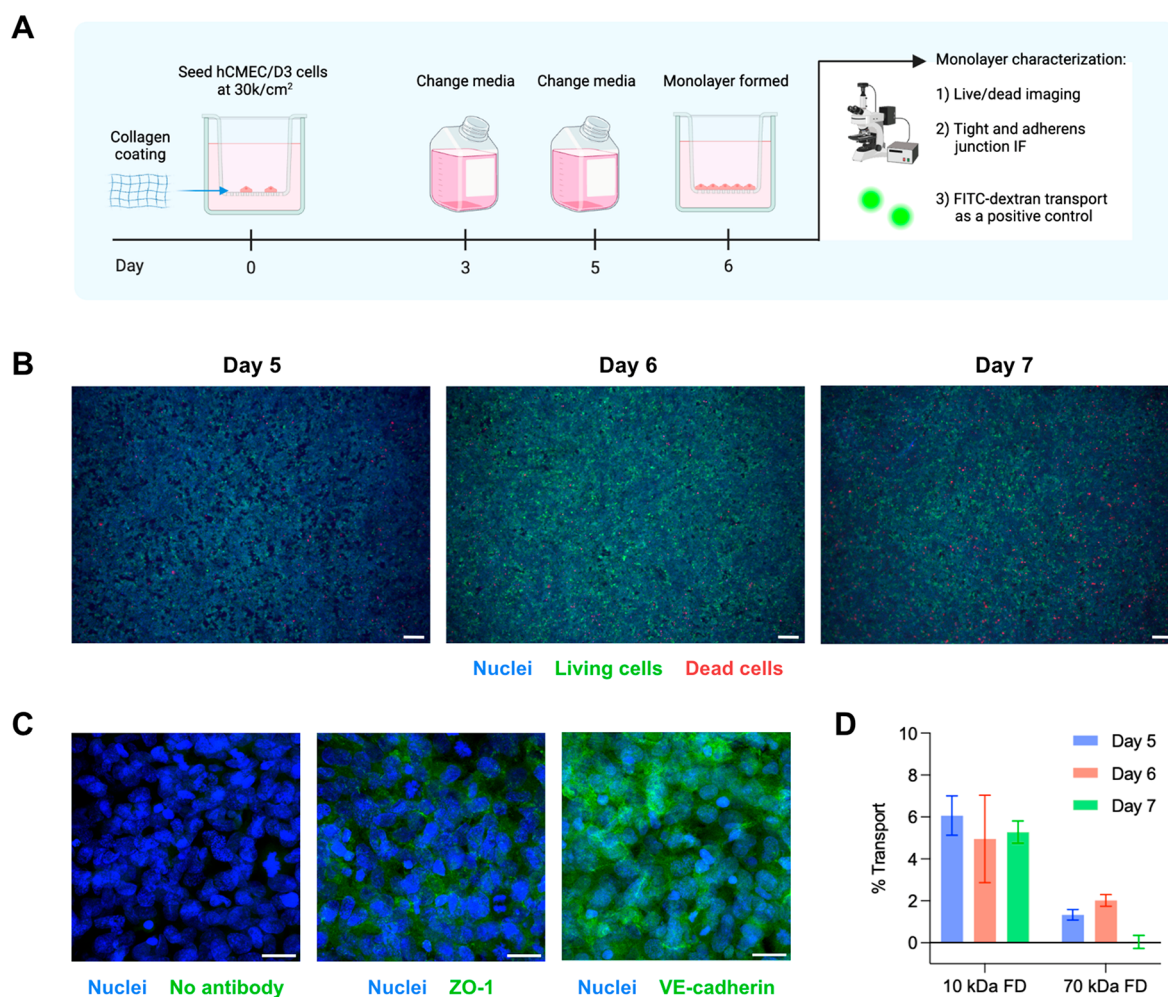 A
Seed hCMEC/D3 cells
at 30k/cm²
Collagen
coating
Change media
Change media
Monolayer formed
Monolayer characterization:
1) Live/dead imaging
2) Tight and adherens
junction IF
3) FITC-dextran transport
as a positive control
Day
0
3
5
6
B
Day 5
Day 6
Day 7
Nuclei Living cells Dead cells
C
Nuclei No antibody
Nuclei ZO-1
Nuclei VE-cadherin
D
% Transport
10
8
6
4
2
0
Day 5
Day 6
Day 7
10 kDa FD
70 kDa FD